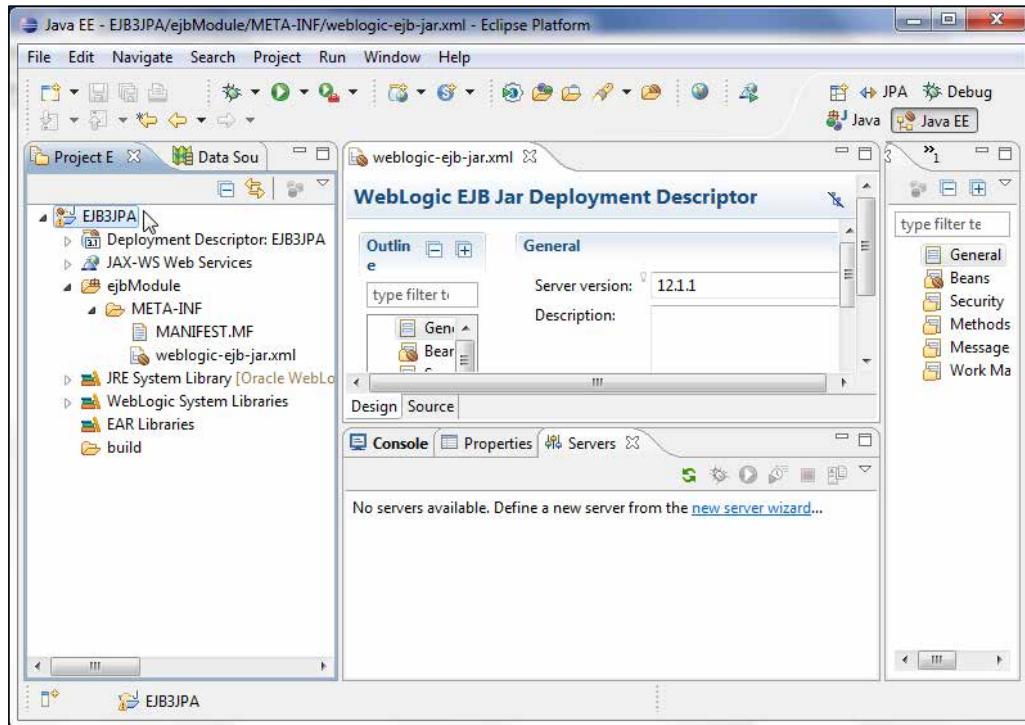 Java EE - EJB3JPA/ejbModule/META-INF/weblogic-ejb-jar.xml - Eclipse Platform
File Edit Navigate Search Project Run Window Help
JPA Debug
Java Java EE
Project E Data Sou
EJB3JPA
Deployment Descriptor: EJB3JPA
JAX-WS Web Services
ejbModule
META-INF
MANIFEST.MF
weblogic-ejb-jar.xml
JRE System Library [Oracle WebLo
WebLogic System Libraries
EAR Libraries
build
weblogic-ejb-jar.xml
WebLogic EJB Jar Deployment Descriptor
Outlin
e
type filter t
Gen
Bear
General
Server version: 12.1.1
Description:
Design Source
Console Properties Servers
No servers available. Define a new server from the new server wizard...
»1
type filter te
General
Beans
Security
Methods
Message
Work Ma
EJB3JPA